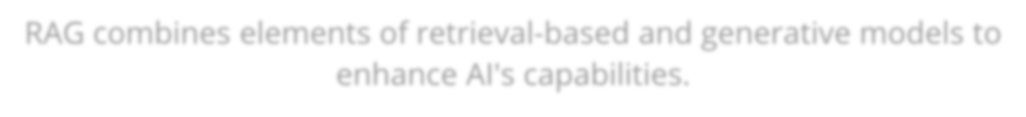 RAG combines elements of retrieval-based and generative models to
enhance AI's capabilities.